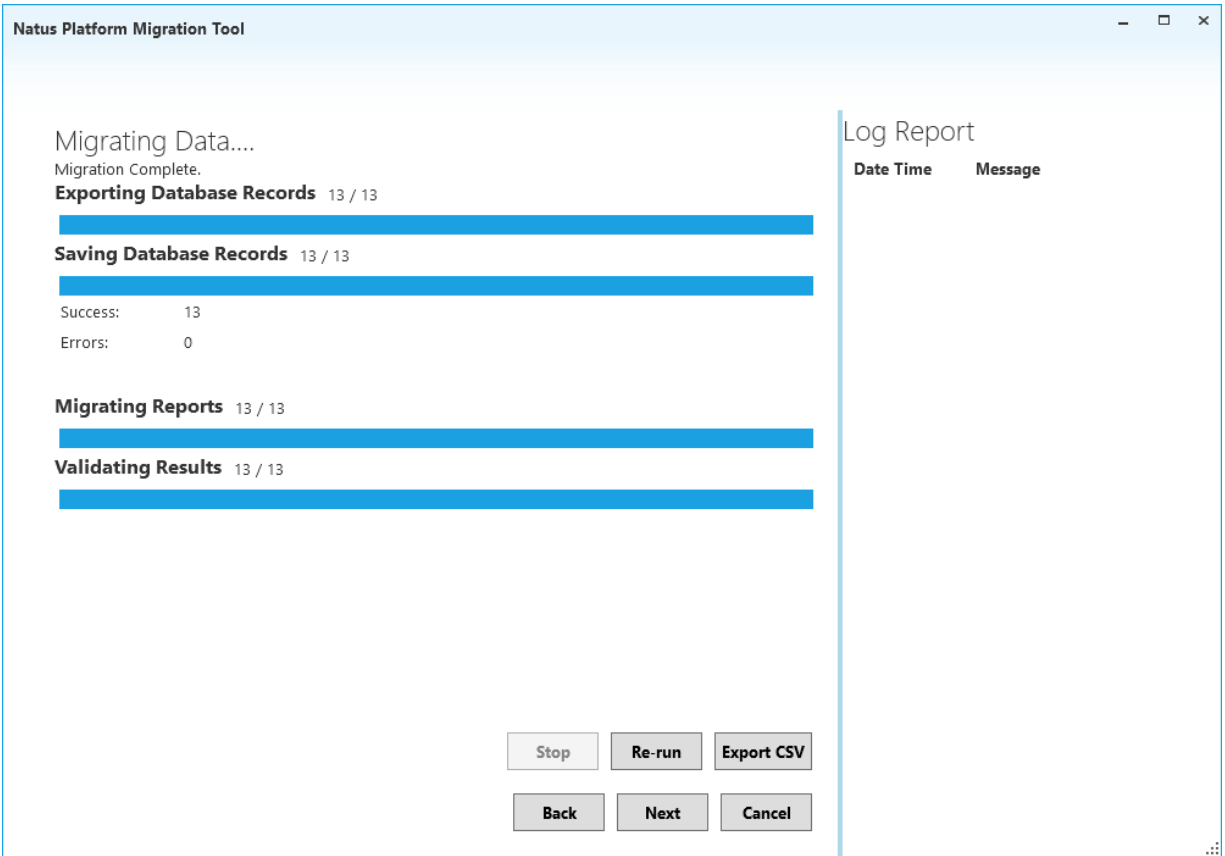 Natus Platform Migration Tool
Migrating Data....
Migration Complete.
Exporting Database Records 13 / 13
Saving Database Records 13 / 13
Success: 13
Errors: 0
Migrating Reports 13 / 13
Validating Results 13 / 13
Stop Re-run Export CSV
Back Next Cancel
Log Report
Date Time Message